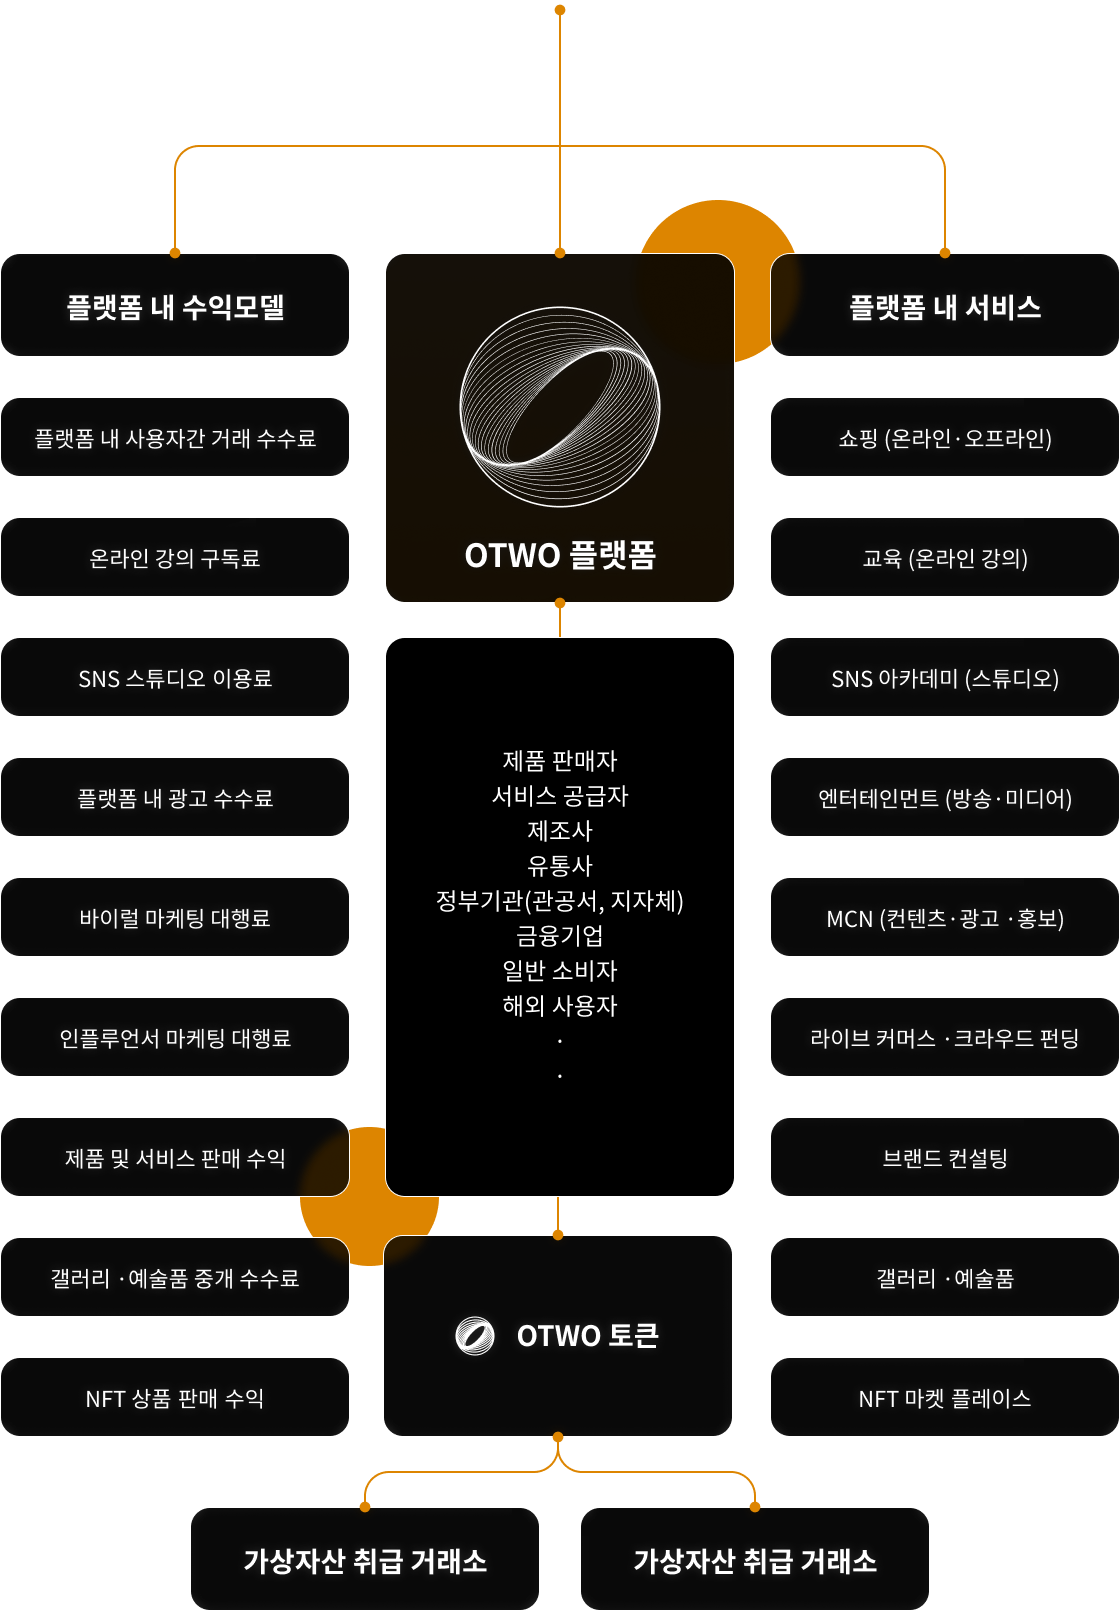 플랫폼 내 수익모델
플랫폼 내 사용자간 거래 수수료
온라인 강의 구독료
SNS 스튜디오 이용료
플랫폼 내 광고 수수료
바이럴 마케팅 대행료
인플루언서 마케팅 대행료
제품 및 서비스 판매 수익
갤러리 ·예술품 중개 수수료
NFT 상품 판매 수익
OTWO 플랫폼
제품 판매자
서비스 공급자
제조사
유통사
정부기관(관공서, 지자체)
금융기업
일반 소비자
해외 사용자
.
.
OTWO 토큰
플랫폼 내 서비스
쇼핑 (온라인·오프라인)
교육 (온라인 강의)
SNS 아카데미 (스튜디오)
엔터테인먼트 (방송·미디어)
MCN (컨텐츠·광고 ·홍보)
라이브 커머스 ·크라우드 펀딩
브랜드 컨설팅
갤러리 ·예술품
NFT 마켓 플레이스
가상자산 취급 거래소
가상자산 취급 거래소